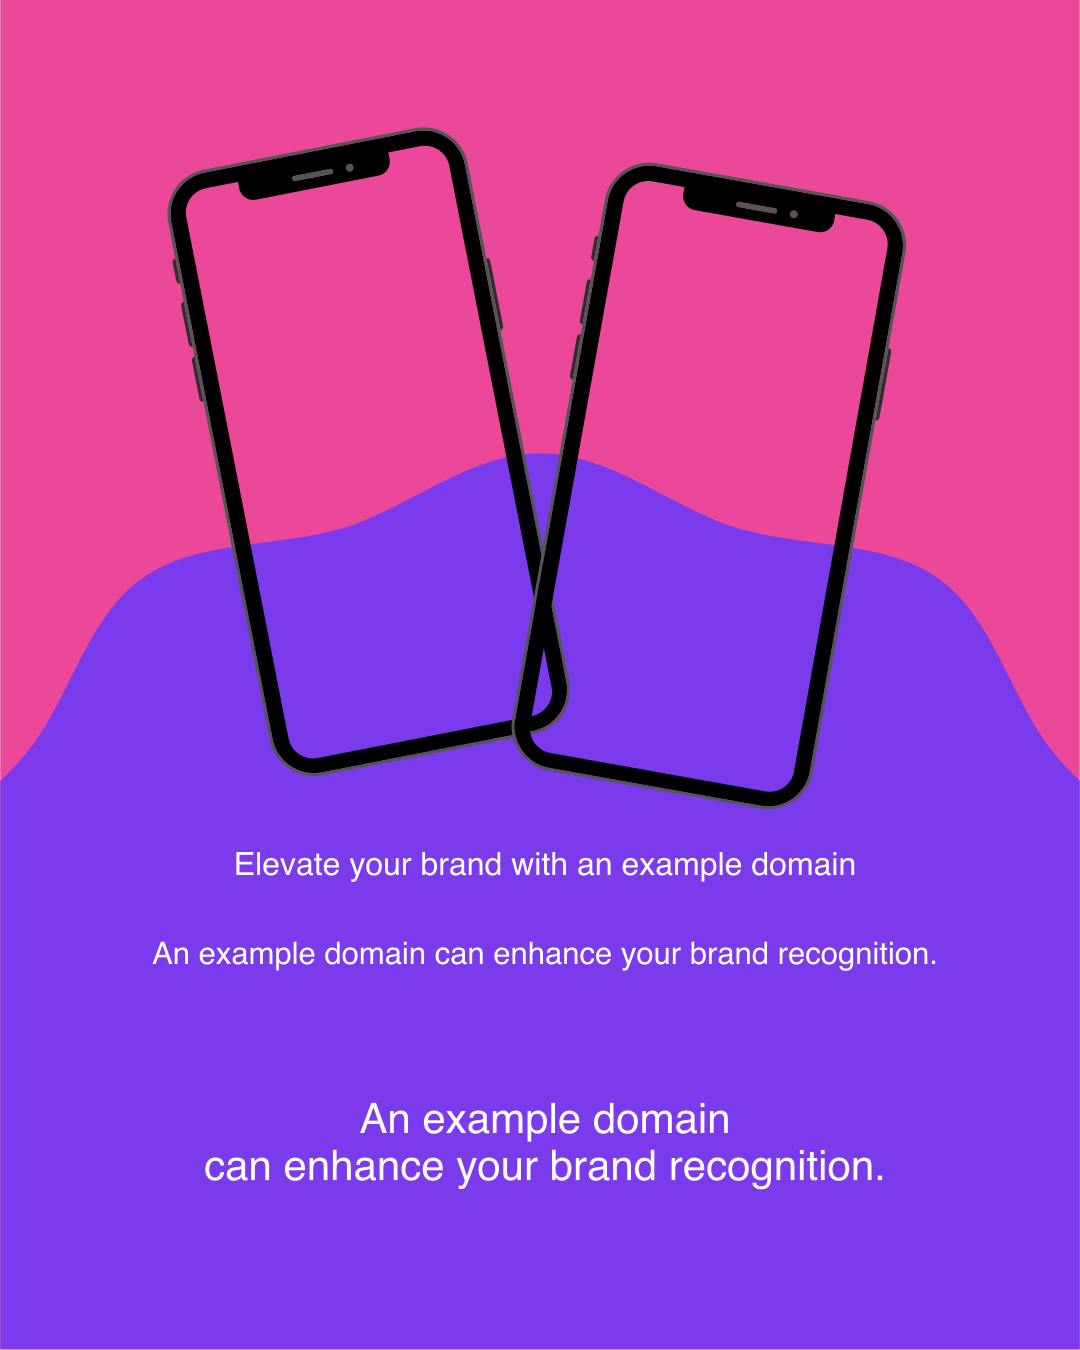 Elevate your brand with an example domain
An example domain can enhance your brand recognition.
An example domain
can enhance your brand recognition.